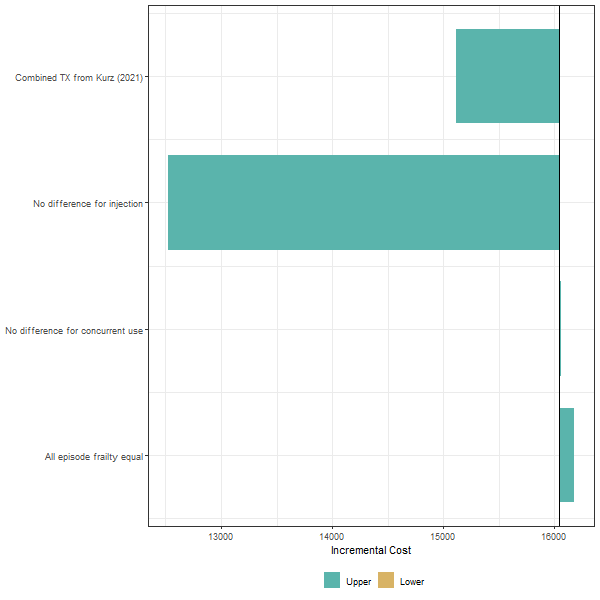 Combined TX from Kurz (2021)
No difference for injection
No difference for concurrent use
All episode frailty equal
13000 14000 15000 16000
Incremental Cost
Upper Lower